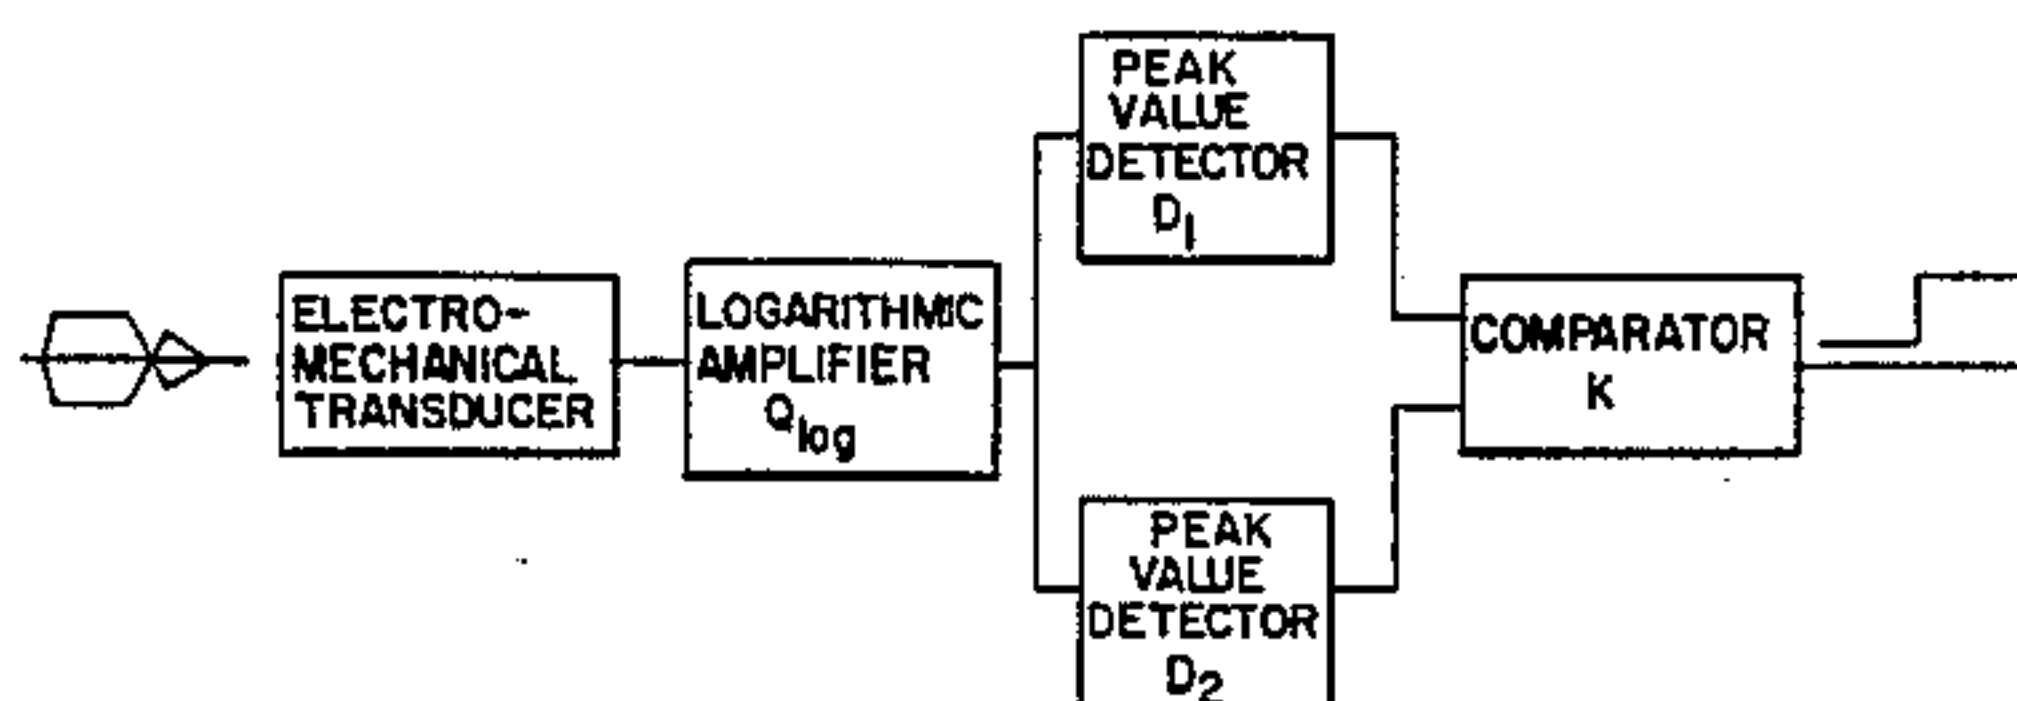 PEAK
VALUE
DETECTOR
D1
ELECTRO-
MECHANICAL
TRANSDUCER
LOGARITHMIC
AMPLIFIER
Qlog
COMPARATOR
K
PEAK
VALUE
DETECTOR
D2